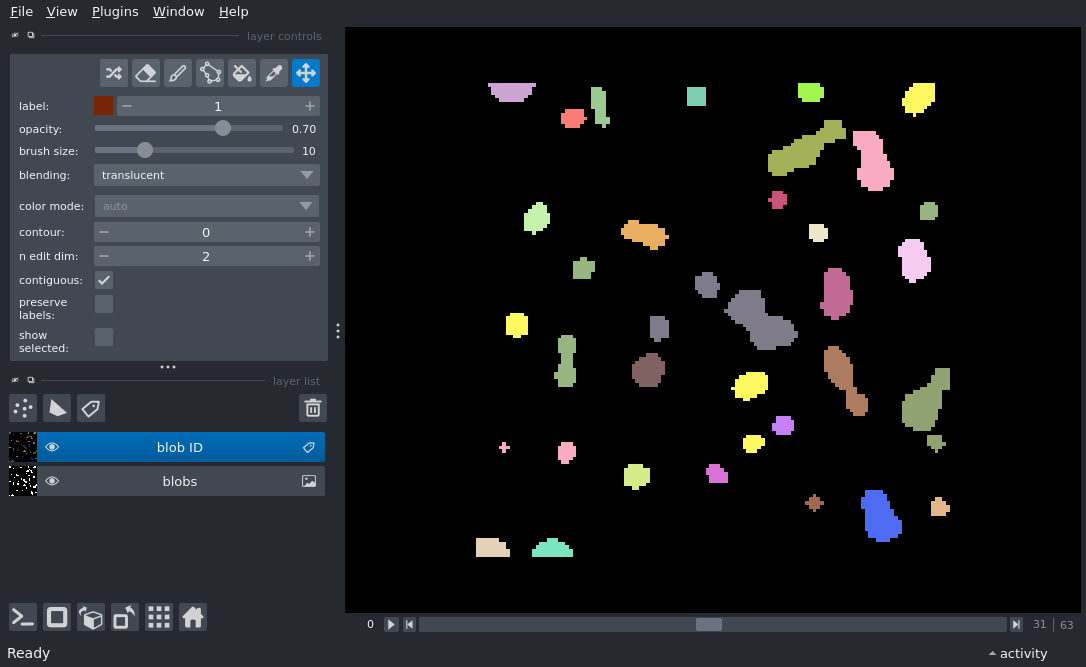 File View Plugins Window Help
layer controls
label: 1
opacity: 0.70
brush size: 10
blending: translucent
color mode: auto
contour: 0
n edit dim: 2
contiguous:
preserve
labels:
show
selected:
layer list
blob ID
blobs
0 31 | 63
Ready activity